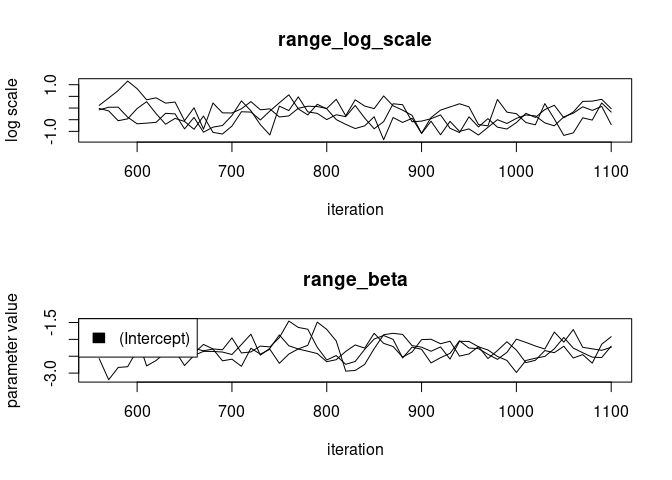 range_log_scale
log scale
1.0
-1.0
600 700 800 900 1000 1100
iteration
range_beta
parameter value
-1.5
-3.0
(Intercept)
600 700 800 900 1000 1100
iteration